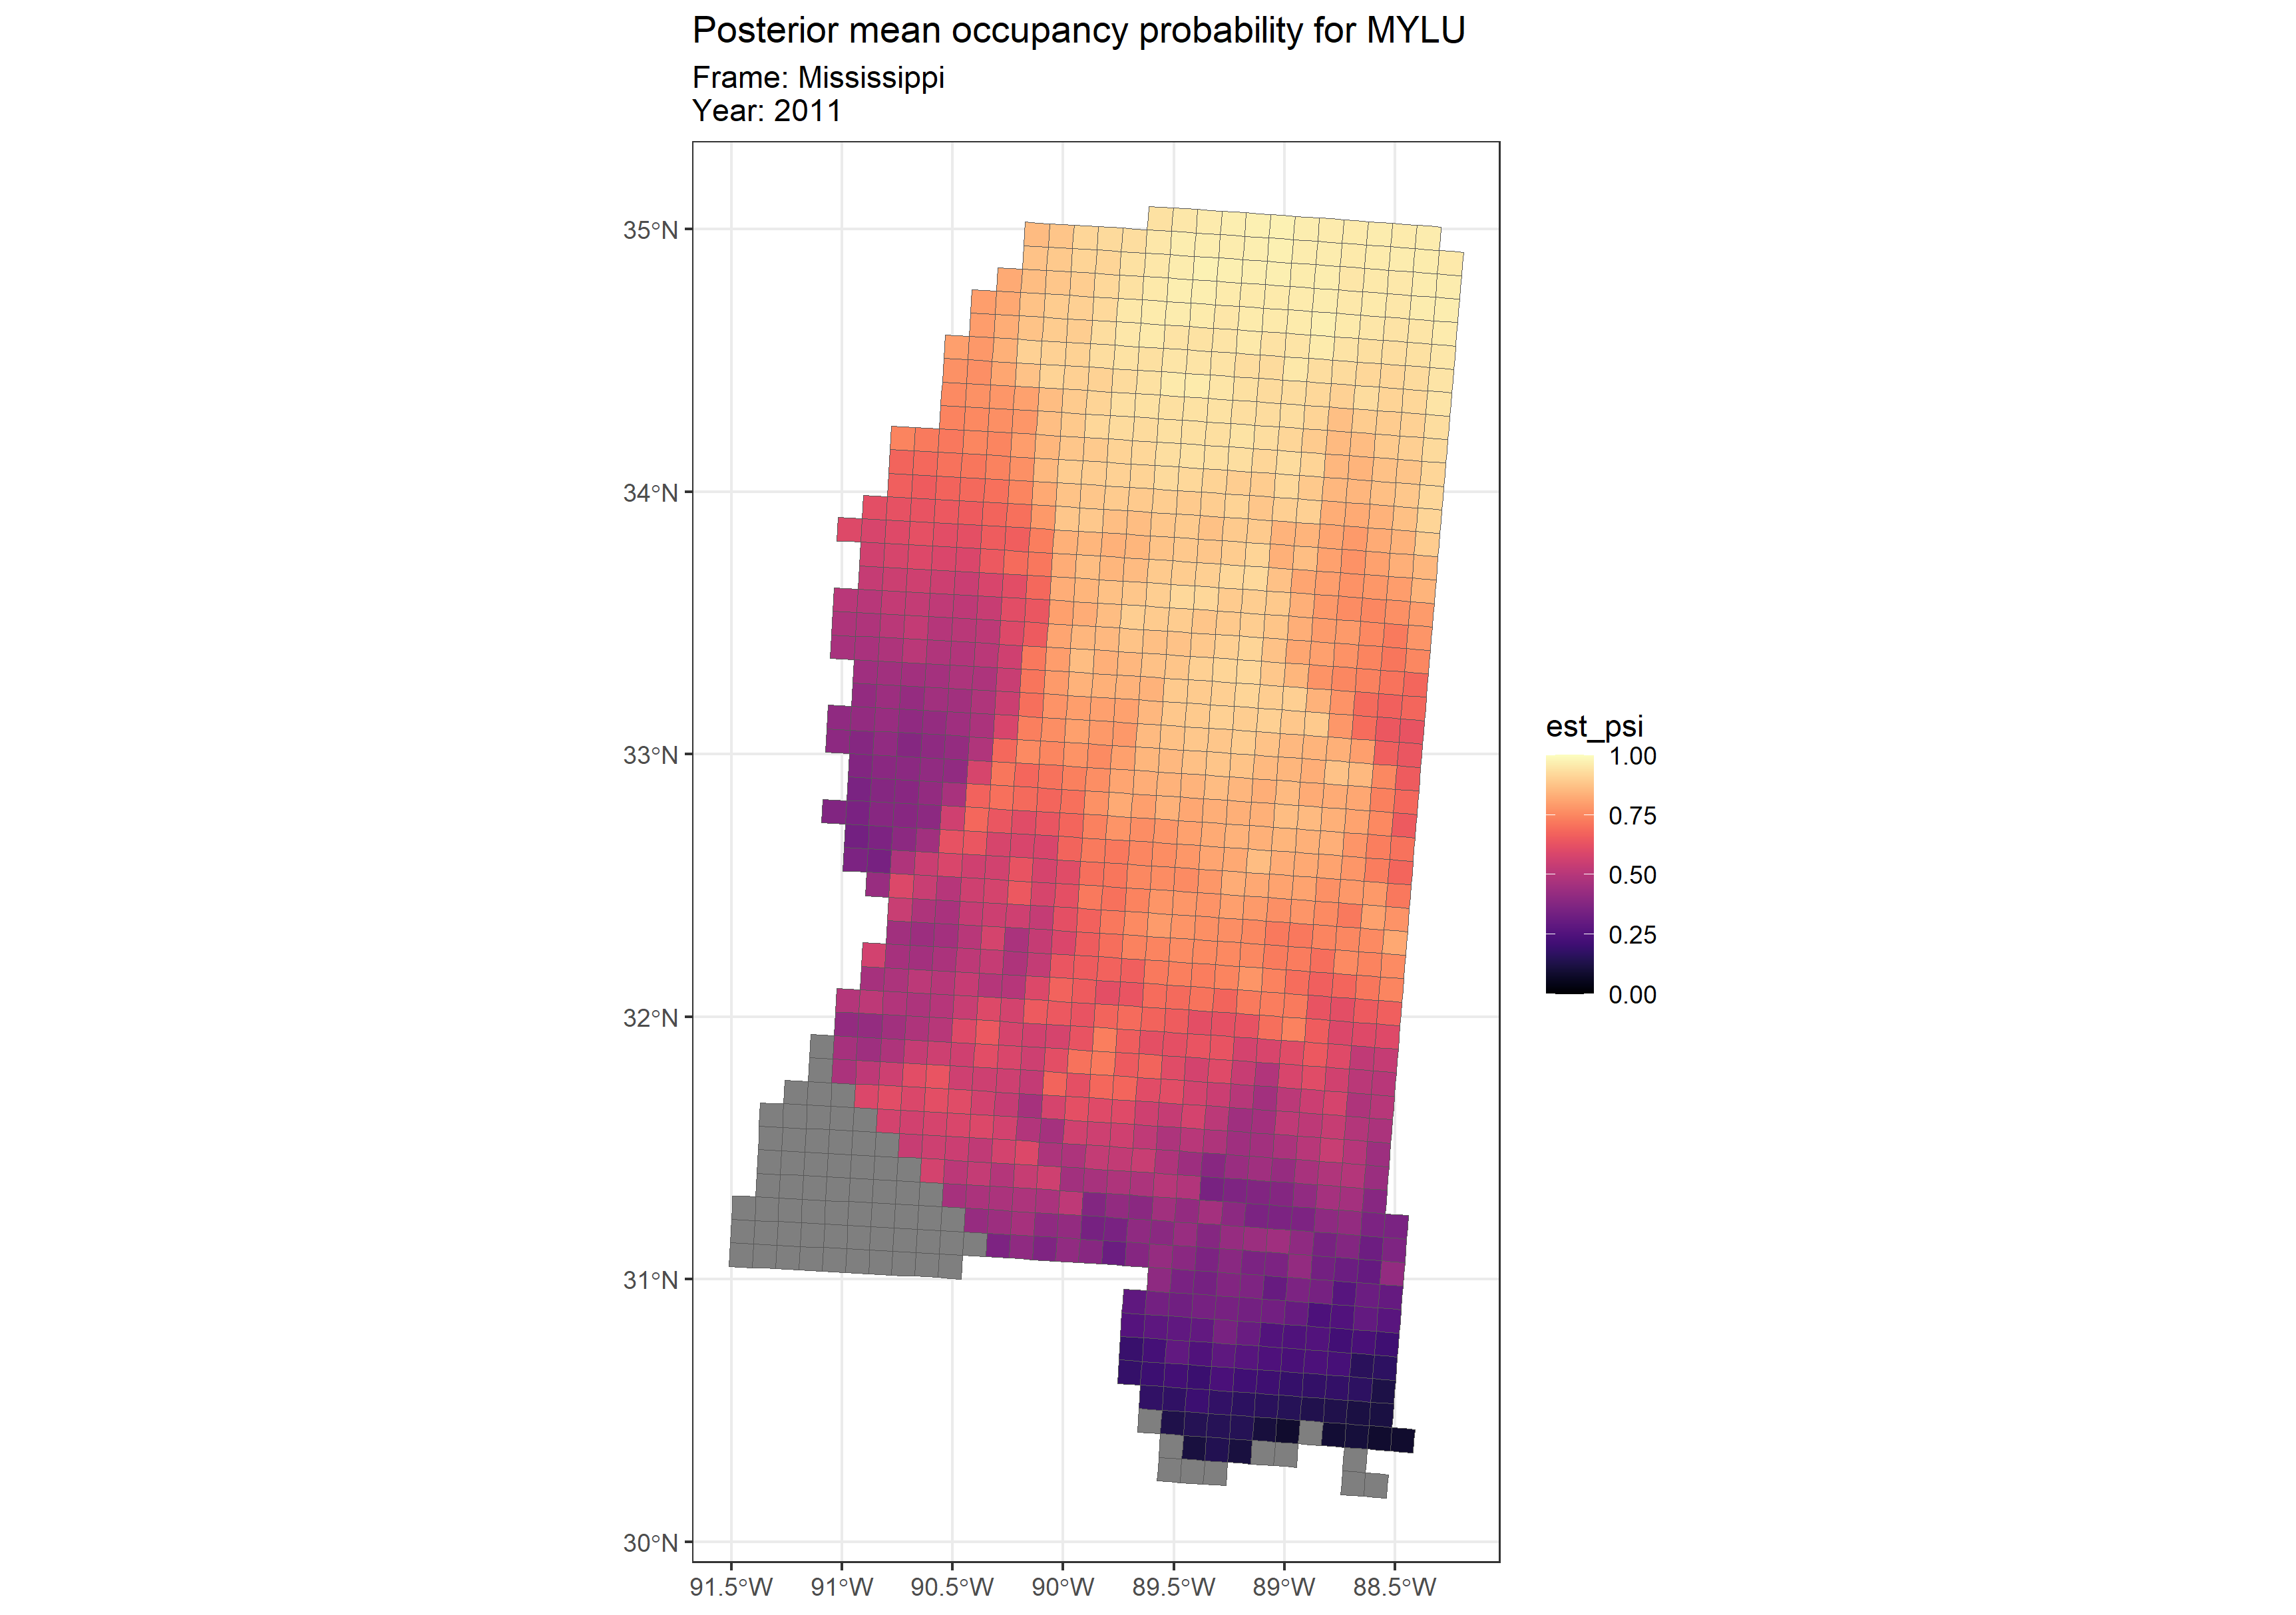 Posterior mean occupancy probability for MYLU
Frame: Mississippi
Year: 2011
35°N
34°N
33°N
32°N
31°N
30°N
91.5°W
91°W
90.5°W
90°W
89.5°W
89°W
88.5°W
est_psi
1.00
0.75
0.50
0.25
0.00